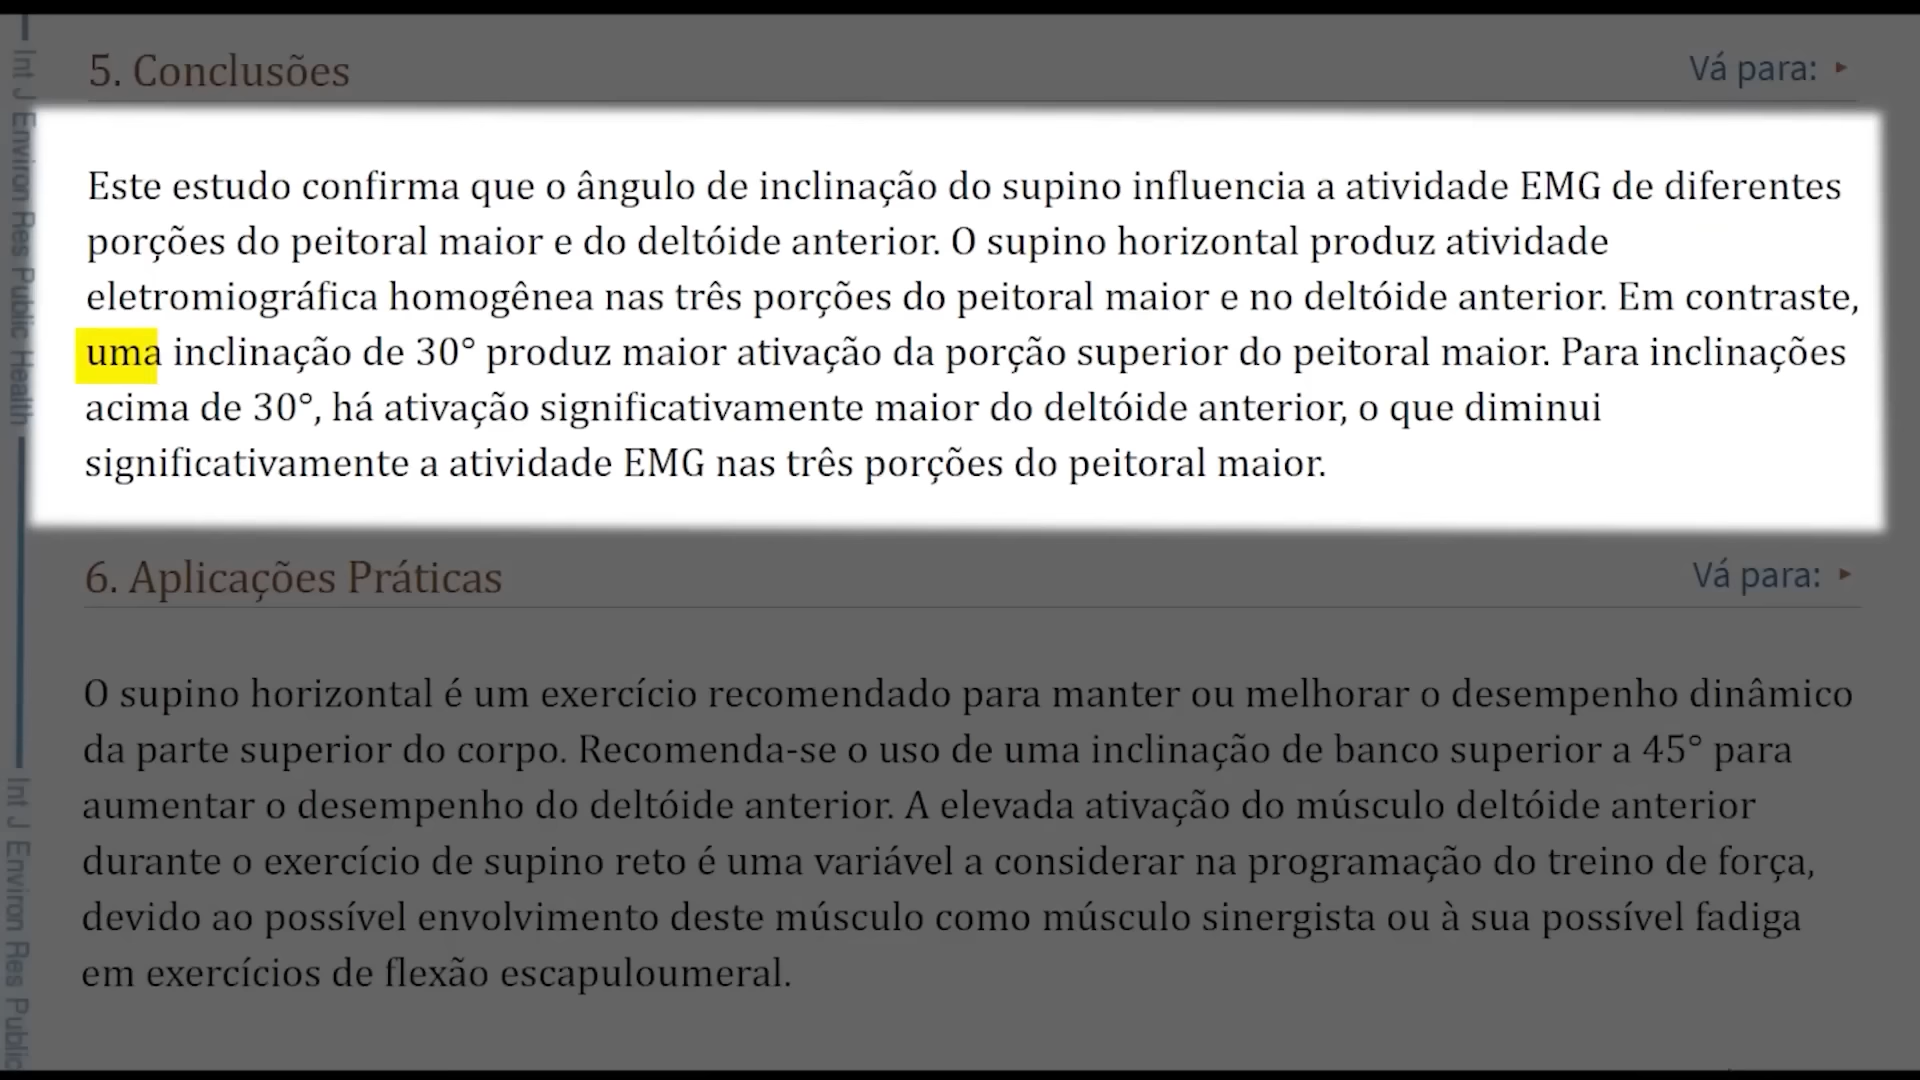 5. Conclusões
Vá para:
Este estudo confirma que o ângulo de inclinação do supino influencia a atividade EMG de diferentes
porções do peitoral maior e do deltóide anterior. O supino horizontal produz atividade
eletromiográfica homogênea nas três porções do peitoral maior e no deltóide anterior. Em contraste,
uma inclinação de 30° produz maior ativação da porção superior do peitoral maior. Para inclinações
acima de 30°, há ativação significativamente maior do deltóide anterior, o que diminui
significativamente a atividade EMG nas três porções do peitoral maior.
6. Aplicações Práticas
Vá para:
O supino horizontal é um exercício recomendado para manter ou melhorar o desempenho dinâmico
da parte superior do corpo. Recomenda-se o uso de uma inclinação de banco superior a 45° para
aumentar o desempenho do deltóide anterior. A elevada ativação do músculo deltóide anterior
durante o exercício de supino reto é uma variável a considerar na programação do treino de força,
devido ao possível envolvimento deste músculo como músculo sinergista ou à sua possível fadiga
em exercícios de flexão escapuloumeral.
Int J Environ Res Public Health
Int J Environ Res Public